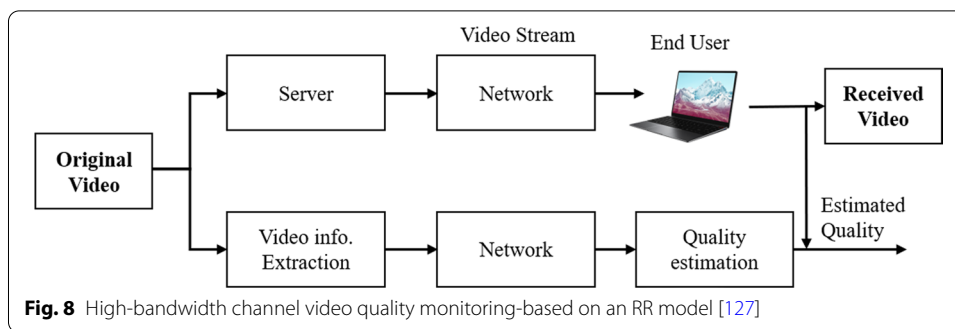 Video Stream
End User
Server
Network
Received
Video
Original
Video
Estimated
Quality
Video info.
Extraction
Network
Quality
estimation
Fig. 8 High-bandwidth channel video quality monitoring-based on an RR model [127]